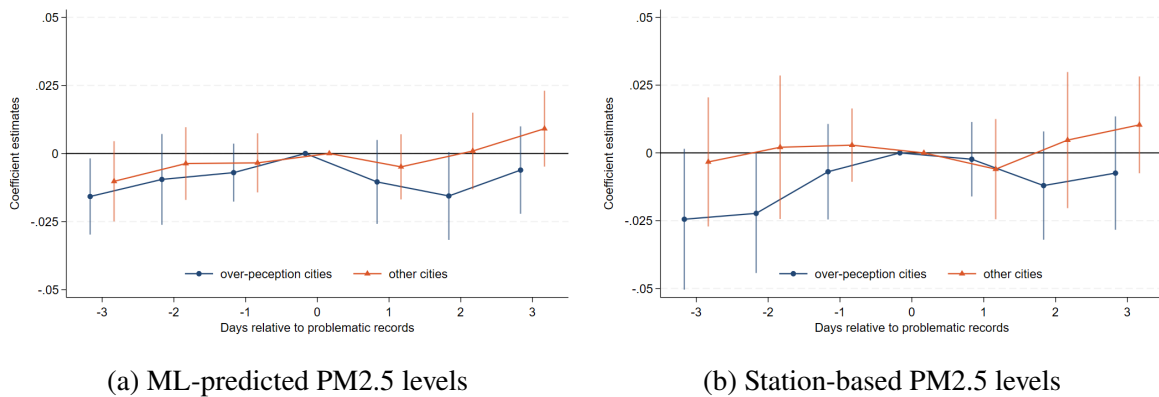 .05
.025
0
-.025
-.05
Coefficient estimates
-3 -2 -1 0 1 2 3
Days relative to problematic records
over-peception cities other cities
(a) ML-predicted PM2.5 levels
.05
.025
0
-.025
-.05
Coefficient estimates
-3 -2 -1 0 1 2 3
Days relative to problematic records
over-peception cities other cities
(b) Station-based PM2.5 levels